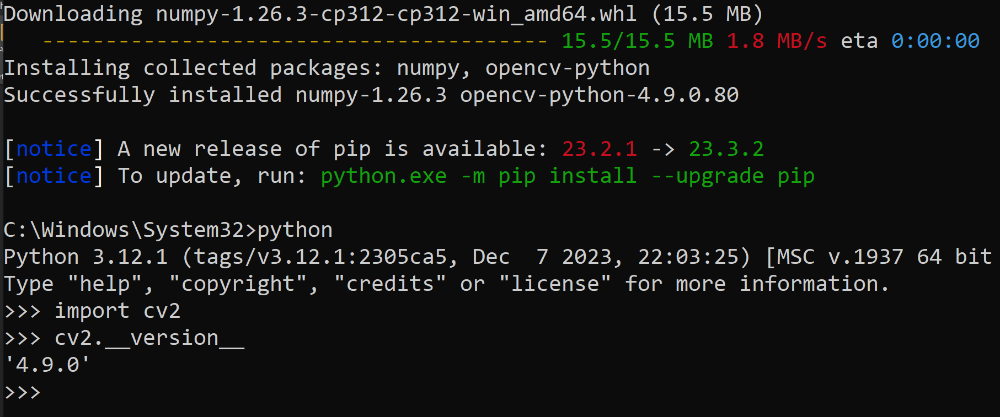 Downloading numpy-1.26.3-cp312-cp312-win_amd64.whl (15.5 MB)
---------------------------------------- 15.5/15.5 MB 1.8 MB/s eta 0:00:00
Installing collected packages: numpy, opencv-python
Successfully installed numpy-1.26.3 opencv-python-4.9.0.80
[notice] A new release of pip is available: 23.2.1 -> 23.3.2
[notice] To update, run: python.exe -m pip install --upgrade pip
C:\Windows\System32>python
Python 3.12.1 (tags/v3.12.1:2305ca5, Dec  7 2023, 22:03:25) [MSC v.1937 64 bit
Type "help", "copyright", "credits" or "license" for more information.
>>> import cv2
>>> cv2.__version__
'4.9.0'
>>>